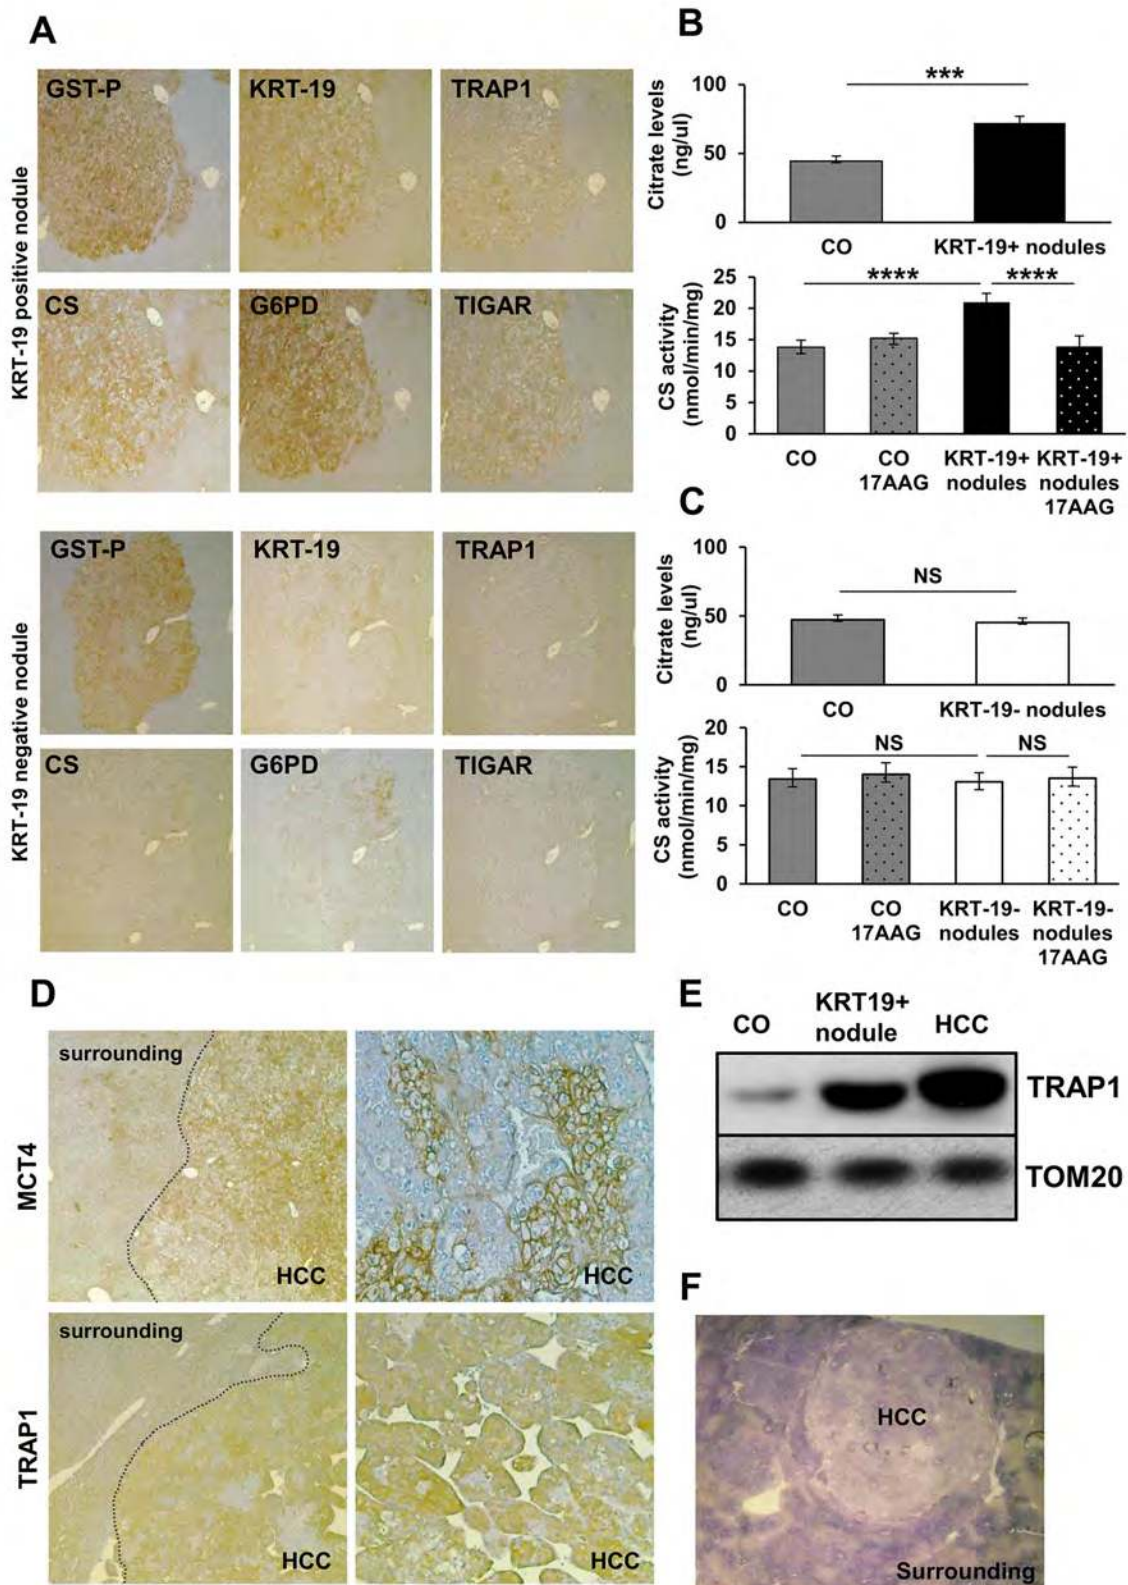 A
KRT-19 positive nodule
GST-P
KRT-19
TRAP1
CS
G6PD
TIGAR
KRT-19 negative nodule
GST-P
KRT-19
TRAP1
CS
G6PD
TIGAR
B
Citrate levels
(ng/ul)
100
50
0
***
CO
KRT-19+ nodules
CS activity
(nmol/min/mg)
25
20
15
10
5
0
****
****
CO
CO
17AAG
KRT-19+
nodules
KRT-19+
nodules
17AAG
C
Citrate levels
(ng/ul)
100
50
0
NS
CO
KRT-19- nodules
CS activity
(nmol/min/mg)
20
15
10
5
0
NS
NS
CO
CO
17AAG
KRT-19-
nodules
KRT-19-
nodules
17AAG
D
MCT4
surrounding
HCC
HCC
TRAP1
surrounding
HCC
HCC
E
CO
KRT19+
nodule
HCC
TRAP1
TOM20
F
HCC
Surrounding